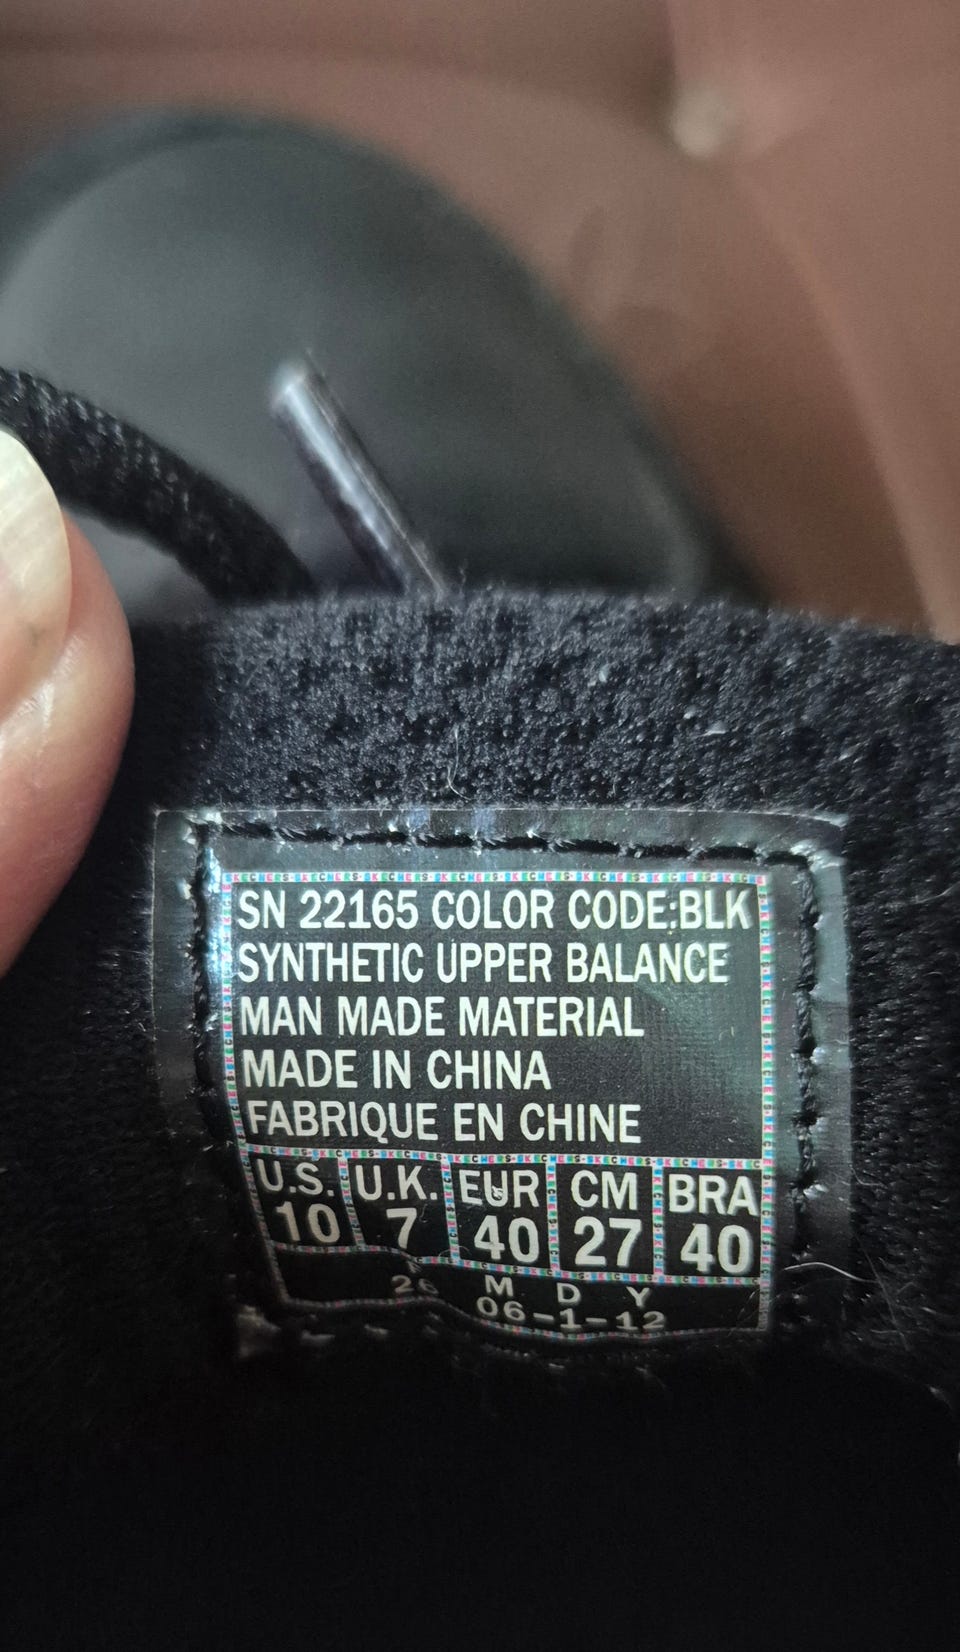 SN 22165 COLOR CODE:BLK
SYNTHETIC UPPER BALANCE
MAN MADE MATERIAL
MADE IN CHINA
FABRIQUE EN CHINE
U.S. U.K. EUR CM BRA
10 7 40 27 40
M D Y
26 06-1-12